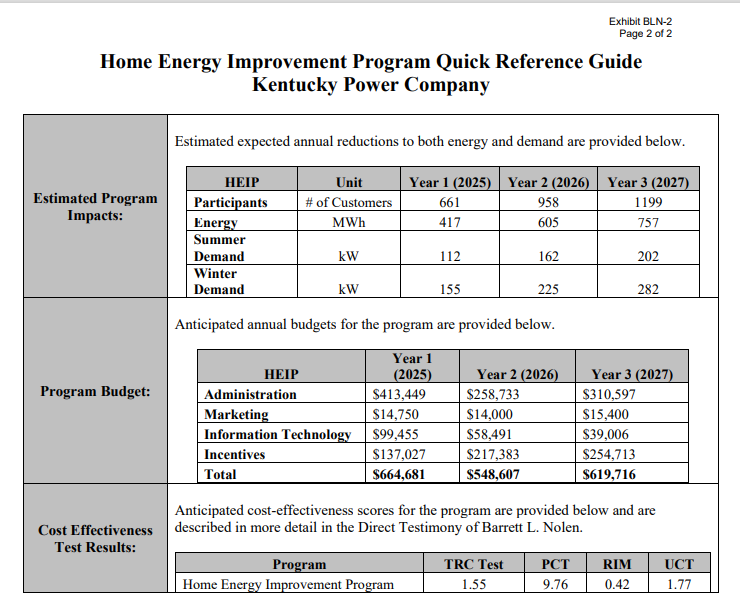 Exhibit BLN-2
Page 2 of 2
Home Energy Improvement Program Quick Reference Guide
Kentucky Power Company
Estimated Program
Impacts:
Estimated expected annual reductions to both energy and demand are provided below.
HEIP Unit Year 1 (2025) Year 2 (2026) Year 3 (2027)
Participants # of Customers 661 958 1199
Energy MWh 417 605 757
Summer
Demand kW 112 162 202
Winter
Demand kW 155 225 282
Program Budget:
Anticipated annual budgets for the program are provided below.
Year 1
HEIP (2025) Year 2 (2026) Year 3 (2027)
Administration $413,449 $258,733 $310,597
Marketing $14,750 $14,000 $15,400
Information Technology $99,455 $58,491 $39,006
Incentives $137,027 $217,383 $254,713
Total $664,681 $548,607 $619,716
Cost Effectiveness
Test Results:
Anticipated cost-effectiveness scores for the program are provided below and are
described in more detail in the Direct Testimony of Barrett L. Nolen.
Program TRC Test PCT RIM UCT
Home Energy Improvement Program 1.55 9.76 0.42 1.77